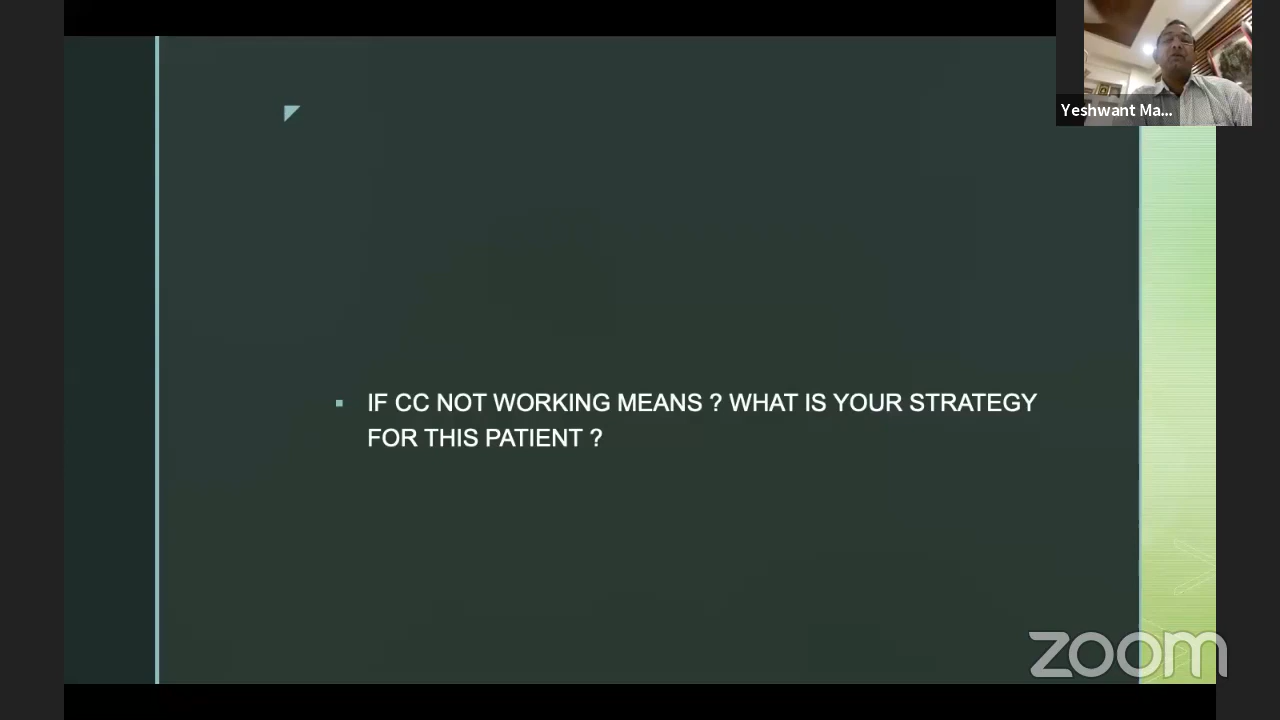 Yeshwant Ma...
IF CC NOT WORKING MEANS ? WHAT IS YOUR STRATEGY
FOR THIS PATIENT ?
zoom